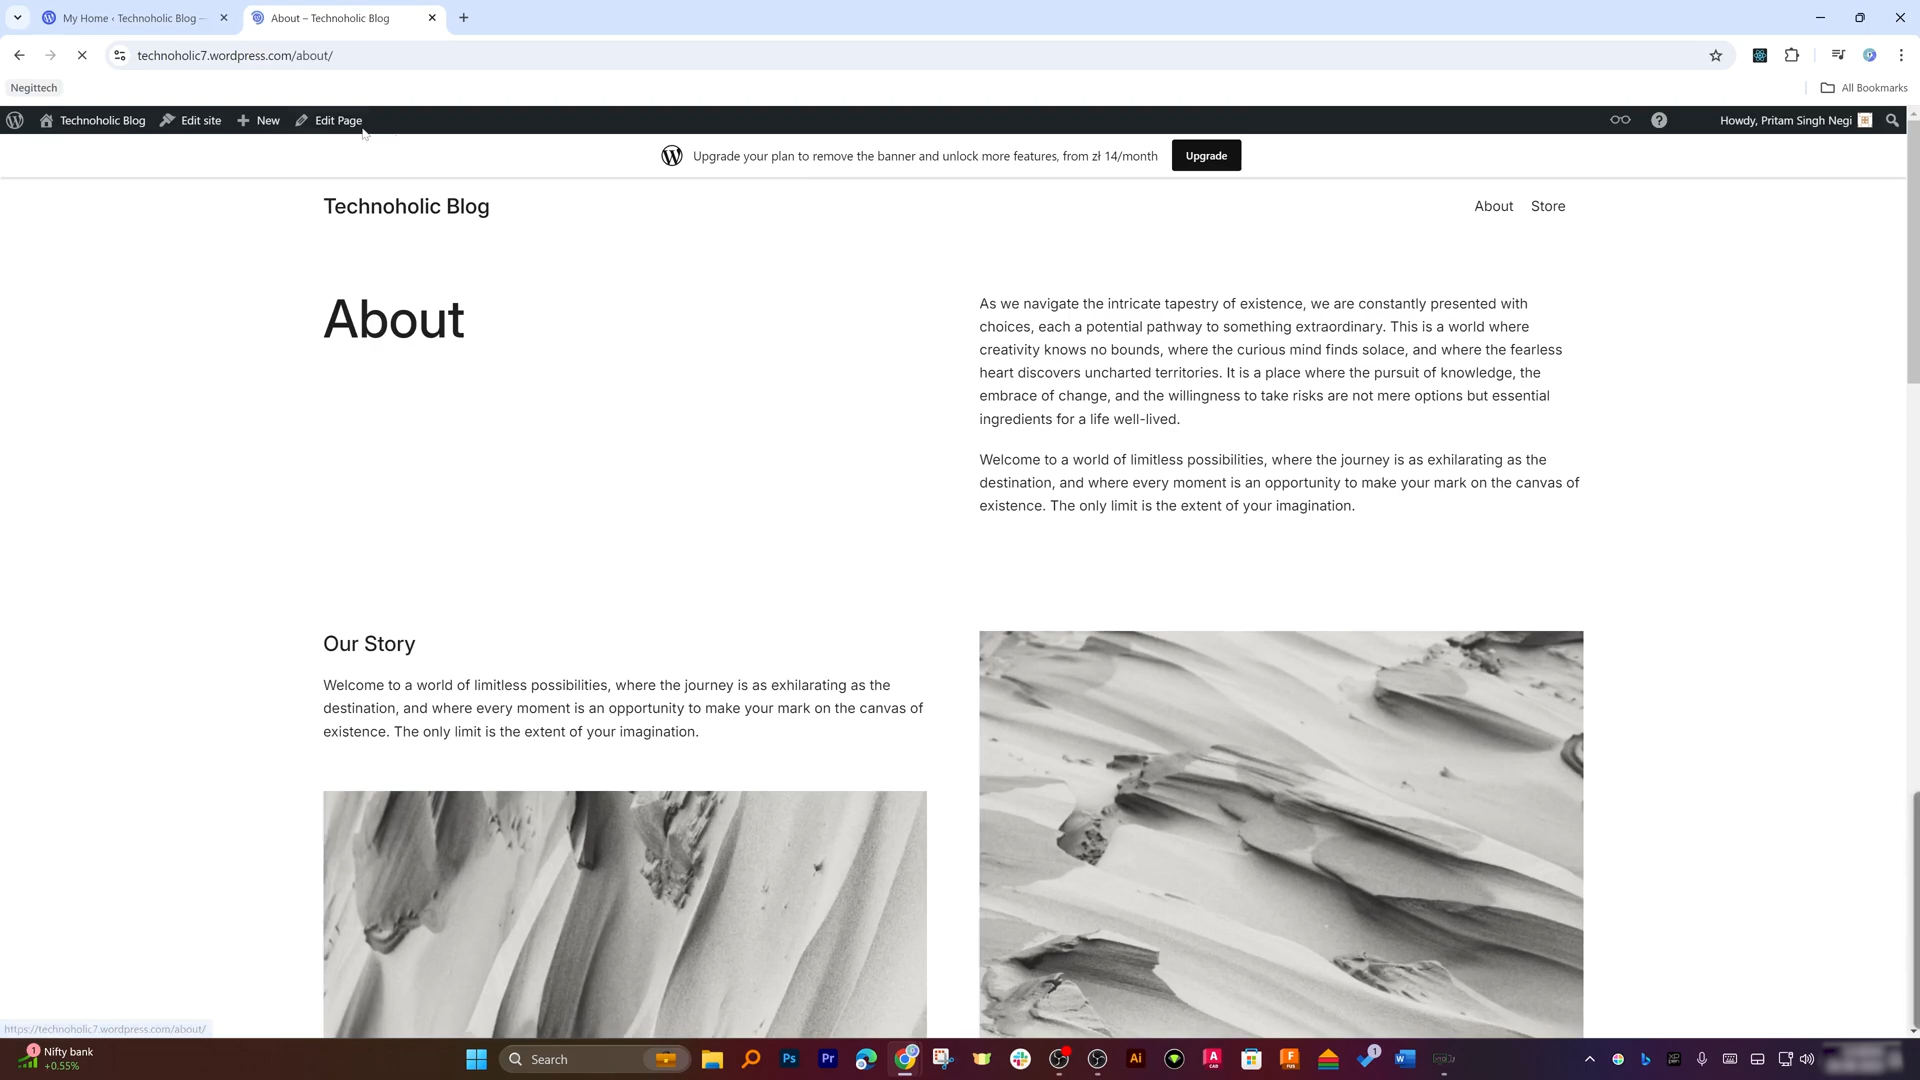 My Home ‹ Technoholic Blog —
About – Technoholic Blog
technoholic7.wordpress.com/about/
Negittech
All Bookmarks
Technoholic Blog
Edit site
New
Edit Page
Howdy, Pritam Singh Negi
Upgrade your plan to remove the banner and unlock more features, from zł 14/month
Upgrade
Technoholic Blog
About
Store
About
As we navigate the intricate tapestry of existence, we are constantly presented with
choices, each a potential pathway to something extraordinary. This is a world where
creativity knows no bounds, where the curious mind finds solace, and where the fearless
heart discovers uncharted territories. It is a place where the pursuit of knowledge, the
embrace of change, and the willingness to take risks are not mere options but essential
ingredients for a life well-lived.
Welcome to a world of limitless possibilities, where the journey is as exhilarating as the
destination, and where every moment is an opportunity to make your mark on the canvas of
existence. The only limit is the extent of your imagination.
Our Story
Welcome to a world of limitless possibilities, where the journey is as exhilarating as the
destination, and where every moment is an opportunity to make your mark on the canvas of
existence. The only limit is the extent of your imagination.
https://technoholic7.wordpress.com/about/
1
Nifty bank
+0.55%
Search
Ps
Pr
Ai
A
CAD
F
FUS
1
W